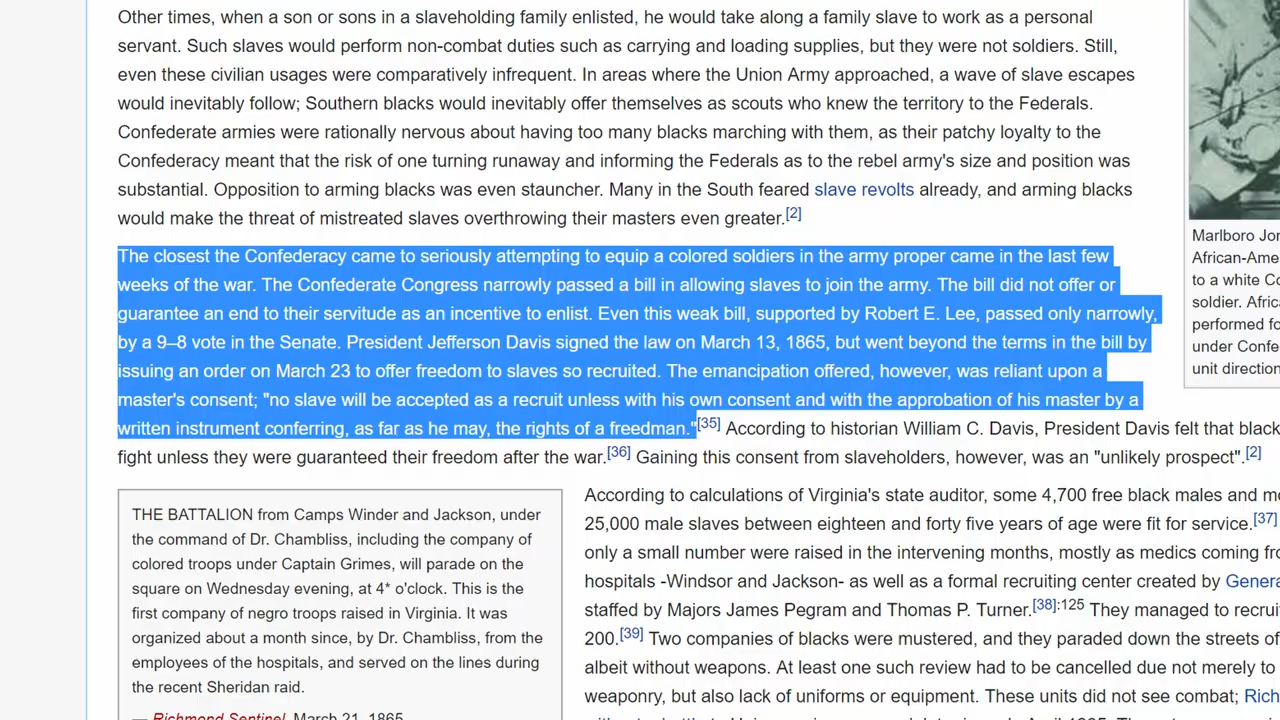 Other times, when a son or sons in a slaveholding family enlisted, he would take along a family slave to work as a personal
servant. Such slaves would perform non-combat duties such as carrying and loading supplies, but they were not soldiers. Still,
even these civilian usages were comparatively infrequent. In areas where the Union Army approached, a wave of slave escapes
would inevitably follow; Southern blacks would inevitably offer themselves as scouts who knew the territory to the Federals.
Confederate armies were rationally nervous about having too many blacks marching with them, as their patchy loyalty to the
Confederacy meant that the risk of one turning runaway and informing the Federals as to the rebel army's size and position was
substantial. Opposition to arming blacks was even stauncher. Many in the South feared slave revolts already, and arming blacks
would make the threat of mistreated slaves overthrowing their masters even greater.[2]
The closest the Confederacy came to seriously attempting to equip a colored soldiers in the army proper came in the last few
weeks of the war. The Confederate Congress narrowly passed a bill in allowing slaves to join the army. The bill did not offer or
guarantee an end to their servitude as an incentive to enlist. Even this weak bill, supported by Robert E. Lee, passed only narrowly,
by a 9–8 vote in the Senate. President Jefferson Davis signed the law on March 13, 1865, but went beyond the terms in the bill by
issuing an order on March 23 to offer freedom to slaves so recruited. The emancipation offered, however, was reliant upon a
master's consent; "no slave will be accepted as a recruit unless with his own consent and with the approbation of his master by a
written instrument conferring, as far as he may, the rights of a freedman."[35] According to historian William C. Davis, President Davis felt that black
fight unless they were guaranteed their freedom after the war.[36] Gaining this consent from slaveholders, however, was an "unlikely prospect".[2]
Marlboro Jon
African-Ame
to a white Co
soldier. Afric
performed fo
under Confe
unit direction
THE BATTALION from Camps Winder and Jackson, under
the command of Dr. Chambliss, including the company of
colored troops under Captain Grimes, will parade on the
square on Wednesday evening, at 4* o'clock. This is the
first company of negro troops raised in Virginia. It was
organized about a month since, by Dr. Chambliss, from the
employees of the hospitals, and served on the lines during
the recent Sheridan raid.
— Richmond Sentinel, March 21, 1865
According to calculations of Virginia's state auditor, some 4,700 free black males and mo
25,000 male slaves between eighteen and forty five years of age were fit for service.[37]
only a small number were raised in the intervening months, mostly as medics coming fro
hospitals -Windsor and Jackson- as well as a formal recruiting center created by Genera
staffed by Majors James Pegram and Thomas P. Turner.[38]:125 They managed to recruit
200.[39] Two companies of blacks were mustered, and they paraded down the streets of
albeit without weapons. At least one such review had to be cancelled due not merely to
weaponry, but also lack of uniforms or equipment. These units did not see combat; Rich